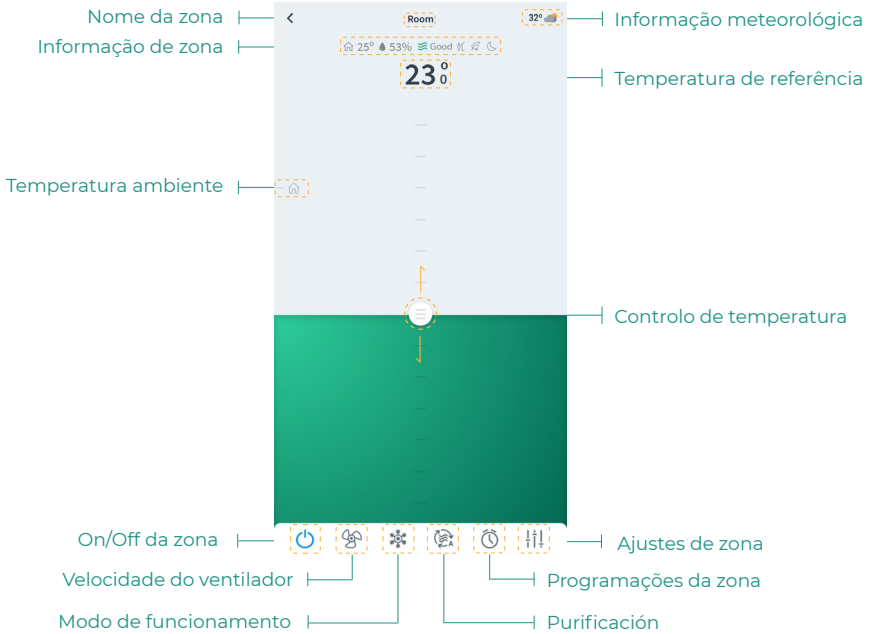 Nome da zona
Room
32º
Informação meteorológica
Informação de zona
25° 53% Good
23 º 0
Temperatura de referência
Temperatura ambiente
Controlo de temperatura
On/Off da zona
A
Ajustes de zona
Velocidade do ventilador
Programações da zona
Modo de funcionamento
Purificación